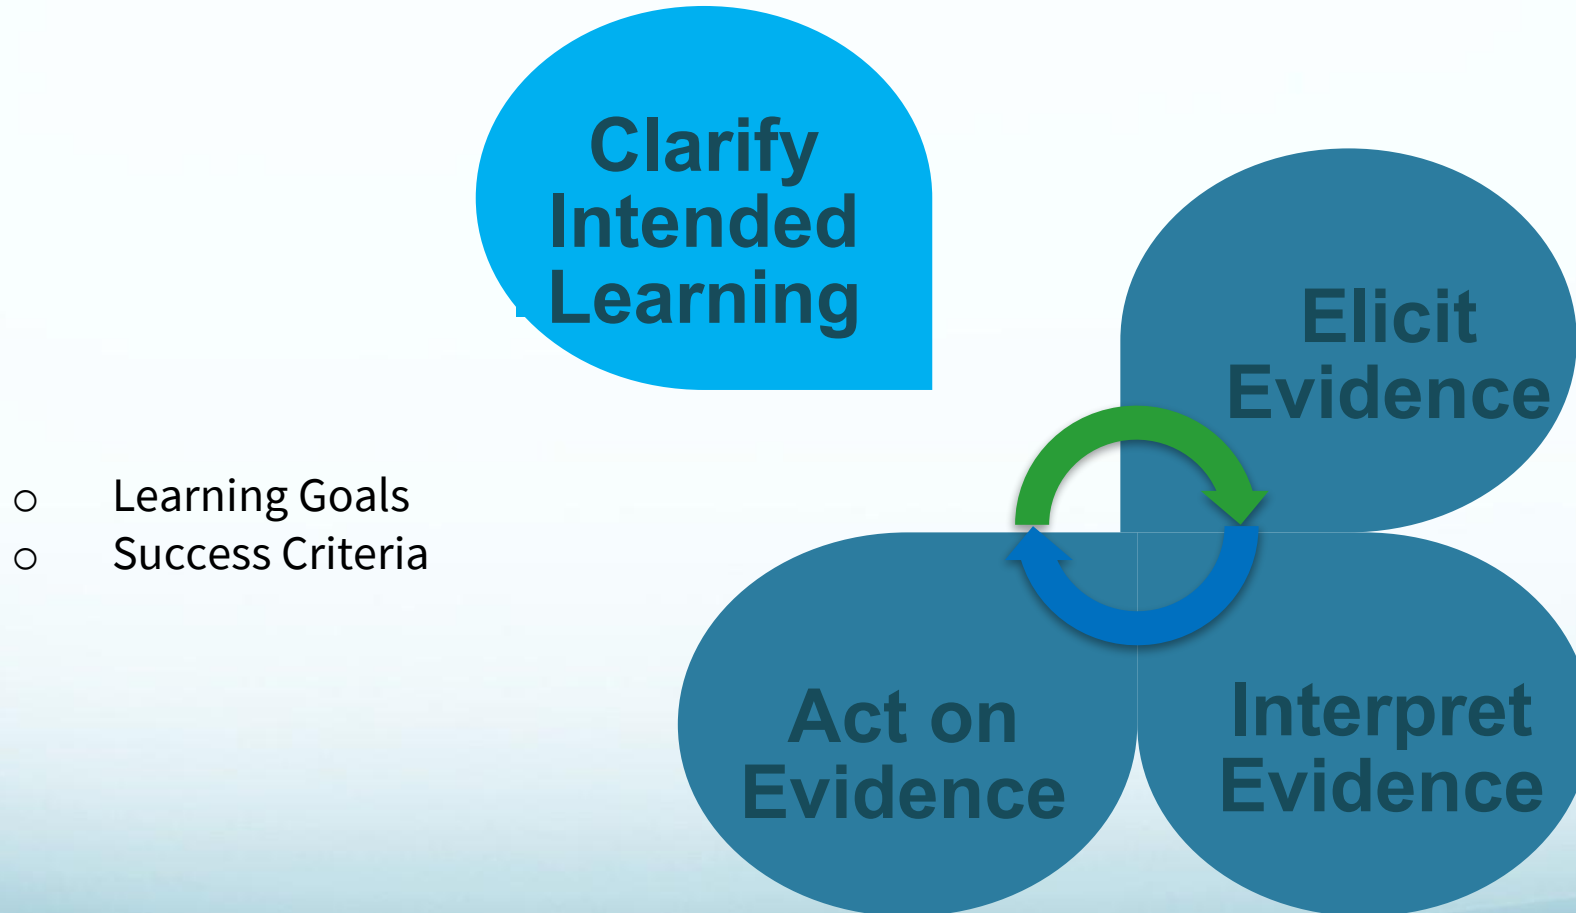 Clarify
Intended
Learning
Elicit
Evidence
○ Learning Goals
○ Success Criteria
Act on
Evidence
Interpret
Evidence